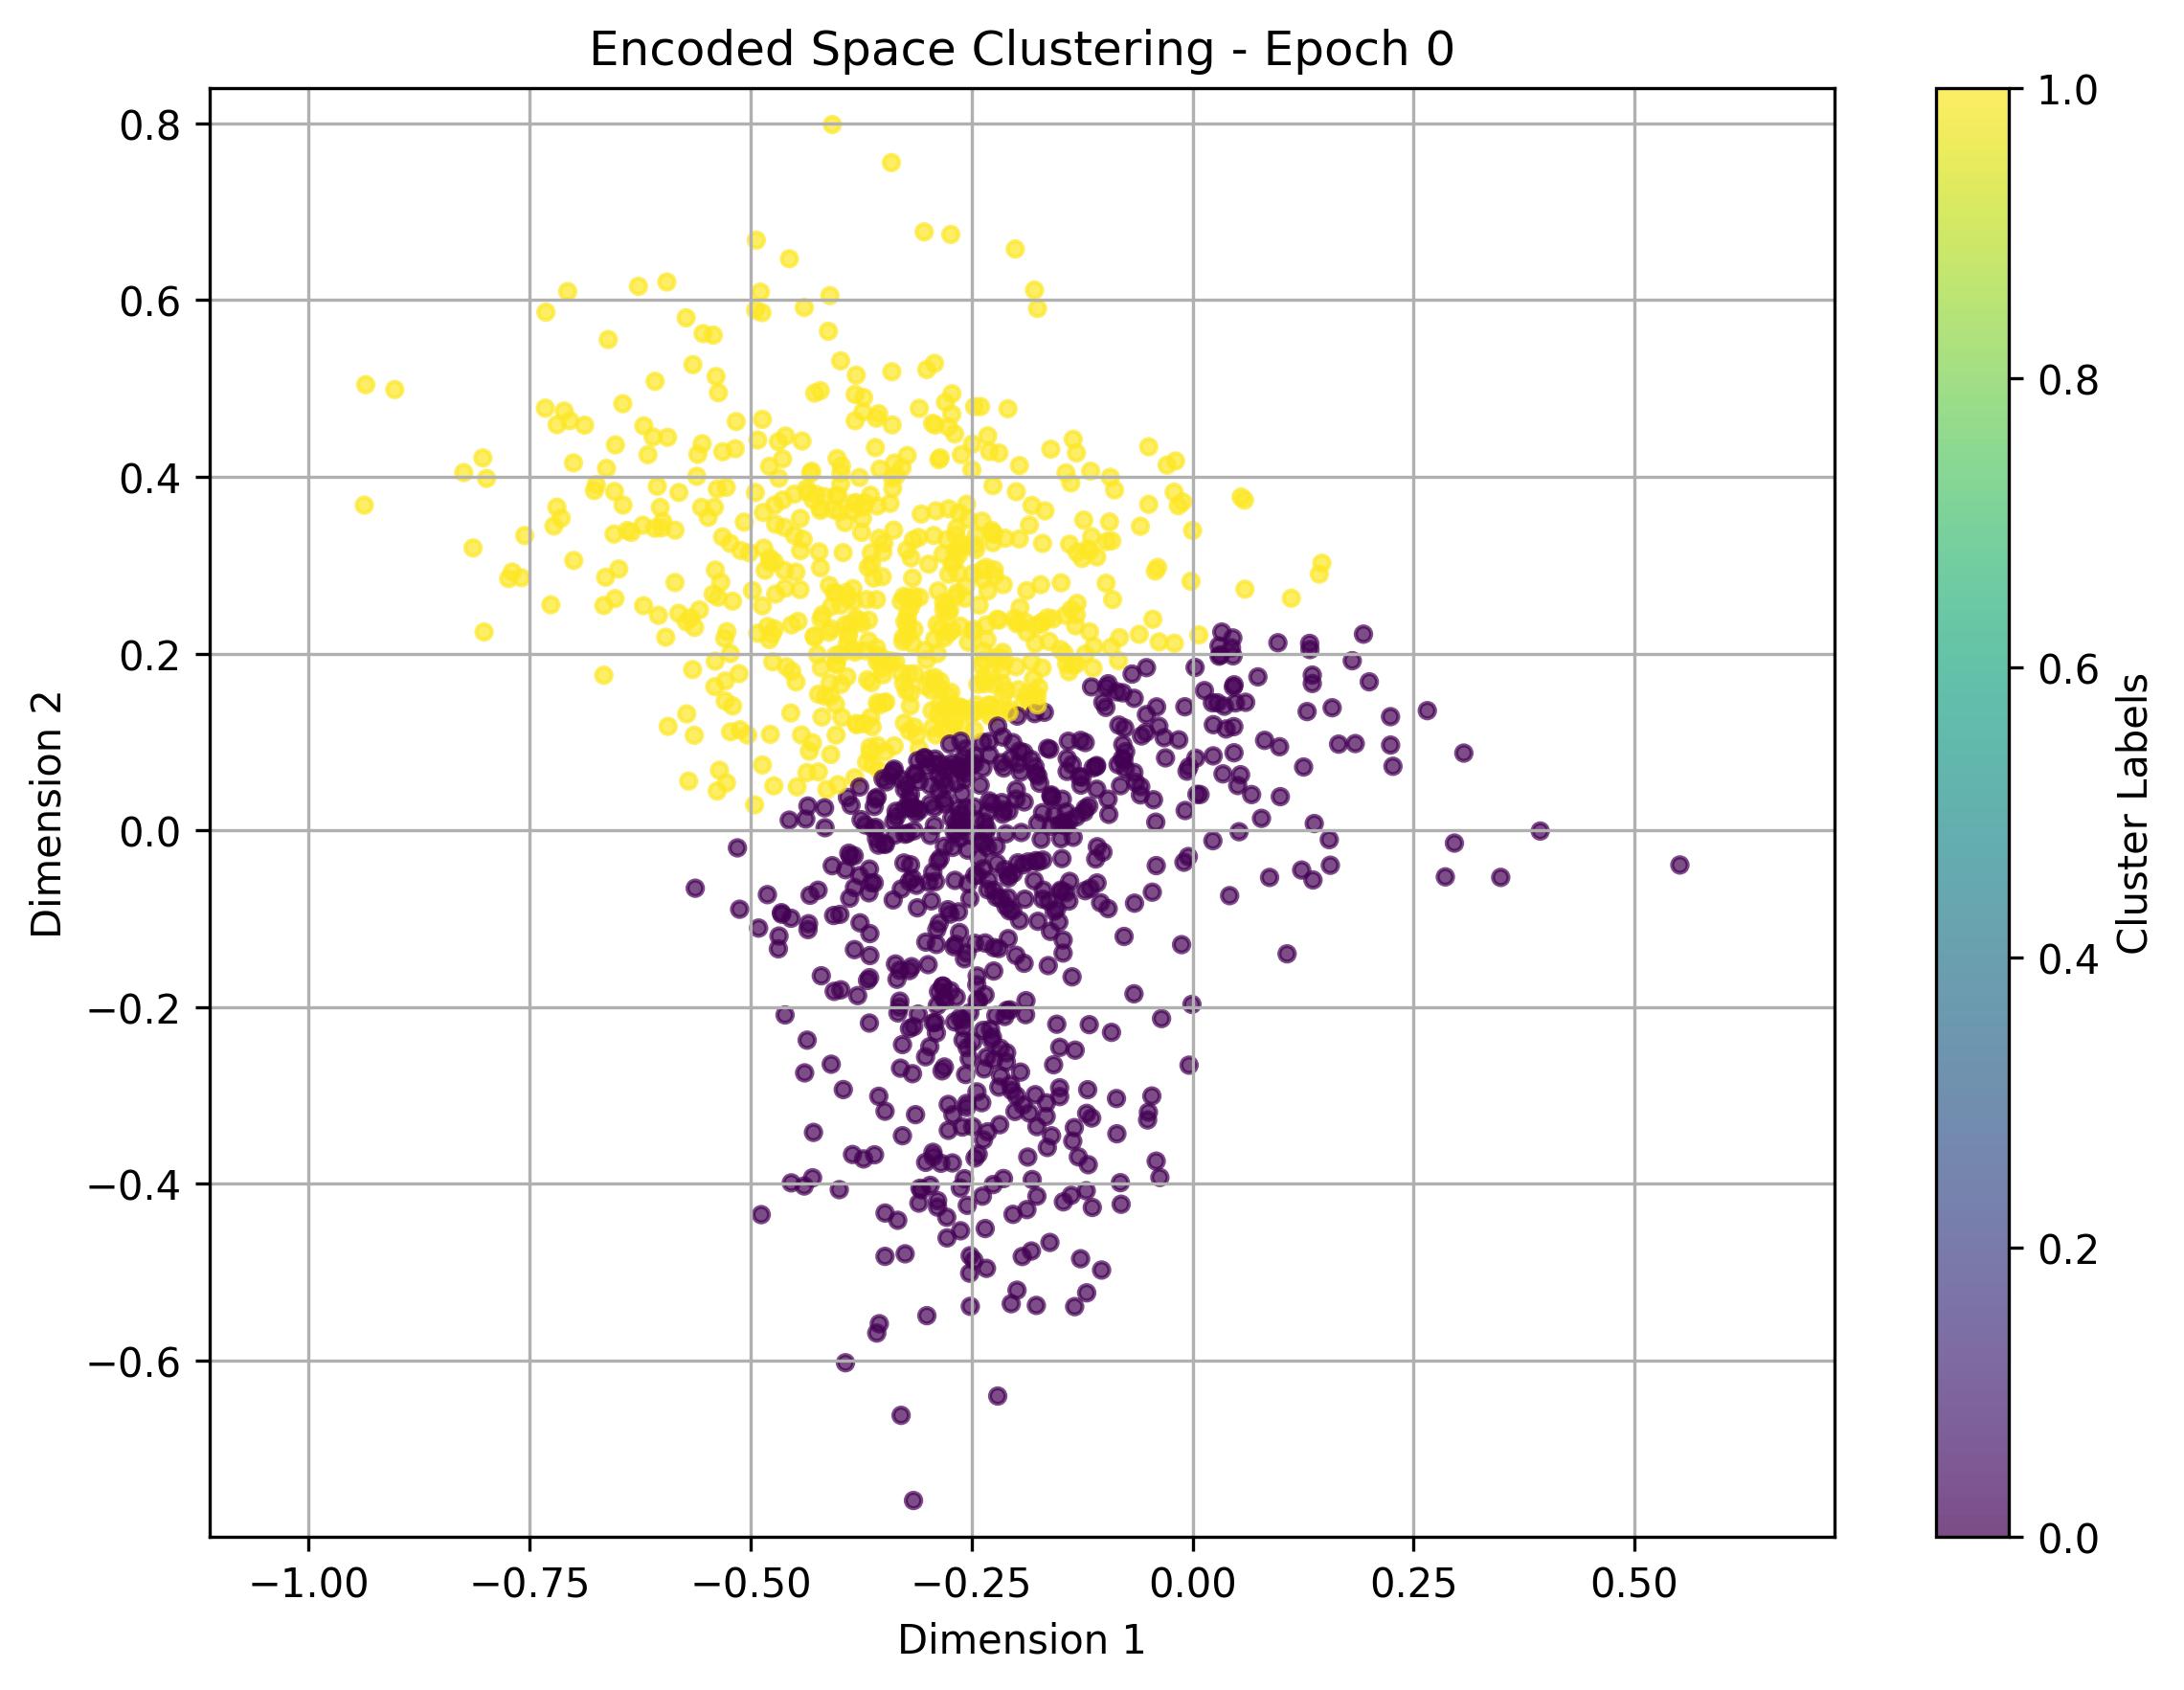 Encoded Space Clustering - Epoch 0
Dimension 2
0.8
0.6
0.4
0.2
0.0
−0.2
−0.4
−0.6
−1.00 −0.75 −0.50 −0.25 0.00 0.25 0.50
Dimension 1
1.0
0.8
0.6
0.4
0.2
0.0
Cluster Labels